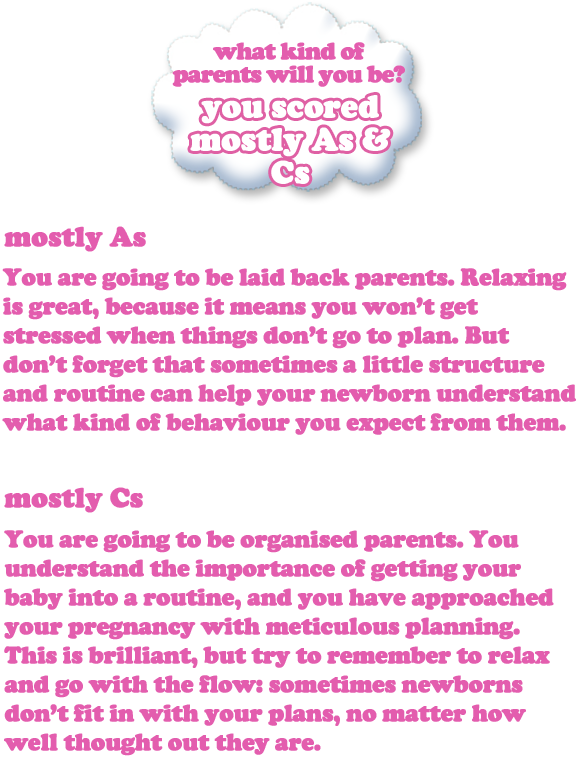 what kind of
parents will you be?
you scored
mostly As &
Cs
mostly As
You are going to be laid back parents. Relaxing
is great, because it means you won’t get
stressed when things don’t go to plan. But
don’t forget that sometimes a little structure
and routine can help your newborn understand
what kind of behaviour you expect from them.
mostly Cs
You are going to be organised parents. You
understand the importance of getting your
baby into a routine, and you have approached
your pregnancy with meticulous planning.
This is brilliant, but try to remember to relax
and go with the flow: sometimes newborns
don’t fit in with your plans, no matter how
well thought out they are.